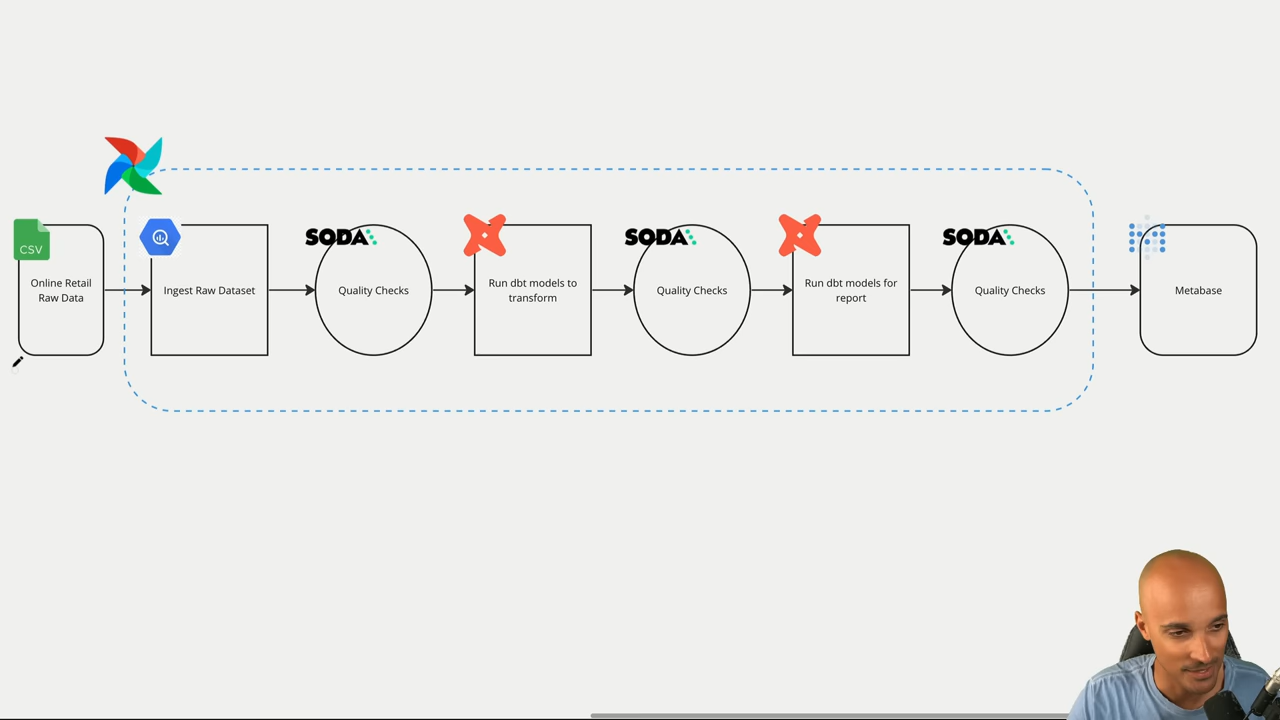 CSV
Online Retail
Raw Data
Ingest Raw Dataset
SODA
Quality Checks
Run dbt models to
transform
SODA
Quality Checks
Run dbt models for
report
SODA
Quality Checks
Metabase